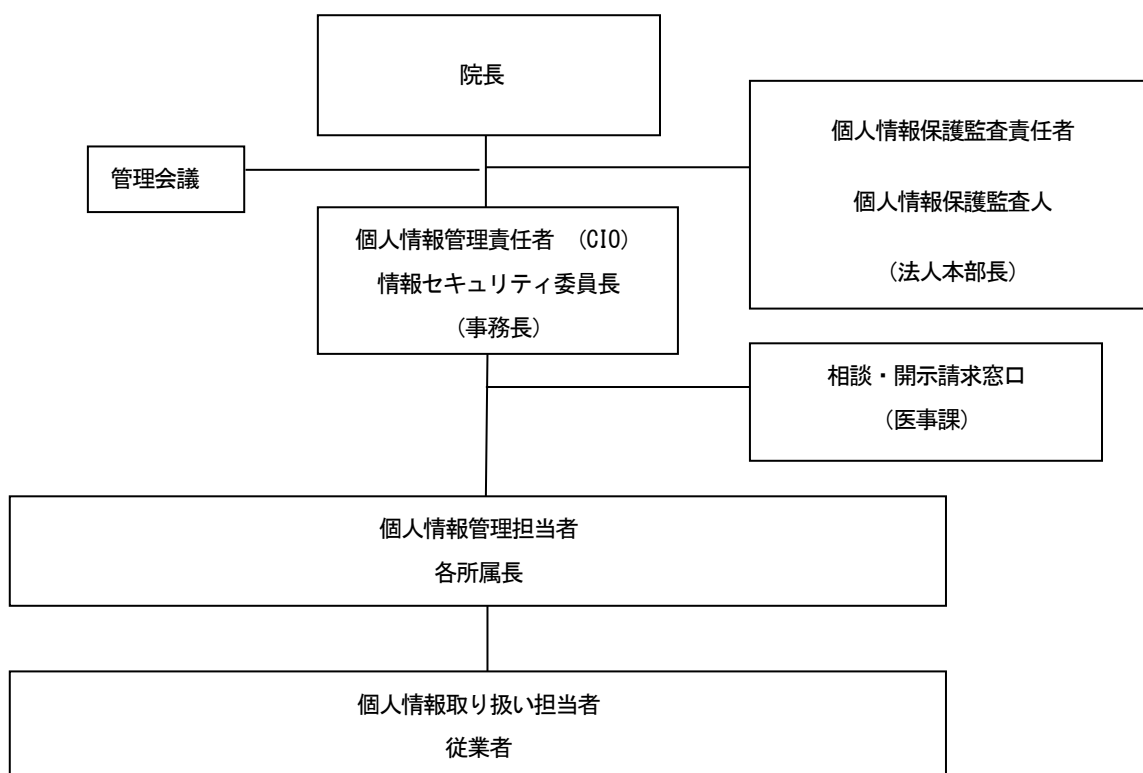 院長
個人情報保護監査責任者
個人情報保護監査人
(法人本部長)
管理会議
個人情報管理責任者 (CIO)
情報セキュリティ委員長
(事務長)
相談・開示請求窓口
(医事課)
個人情報管理担当者
各所属長
個人情報取り扱い担当者
従業者